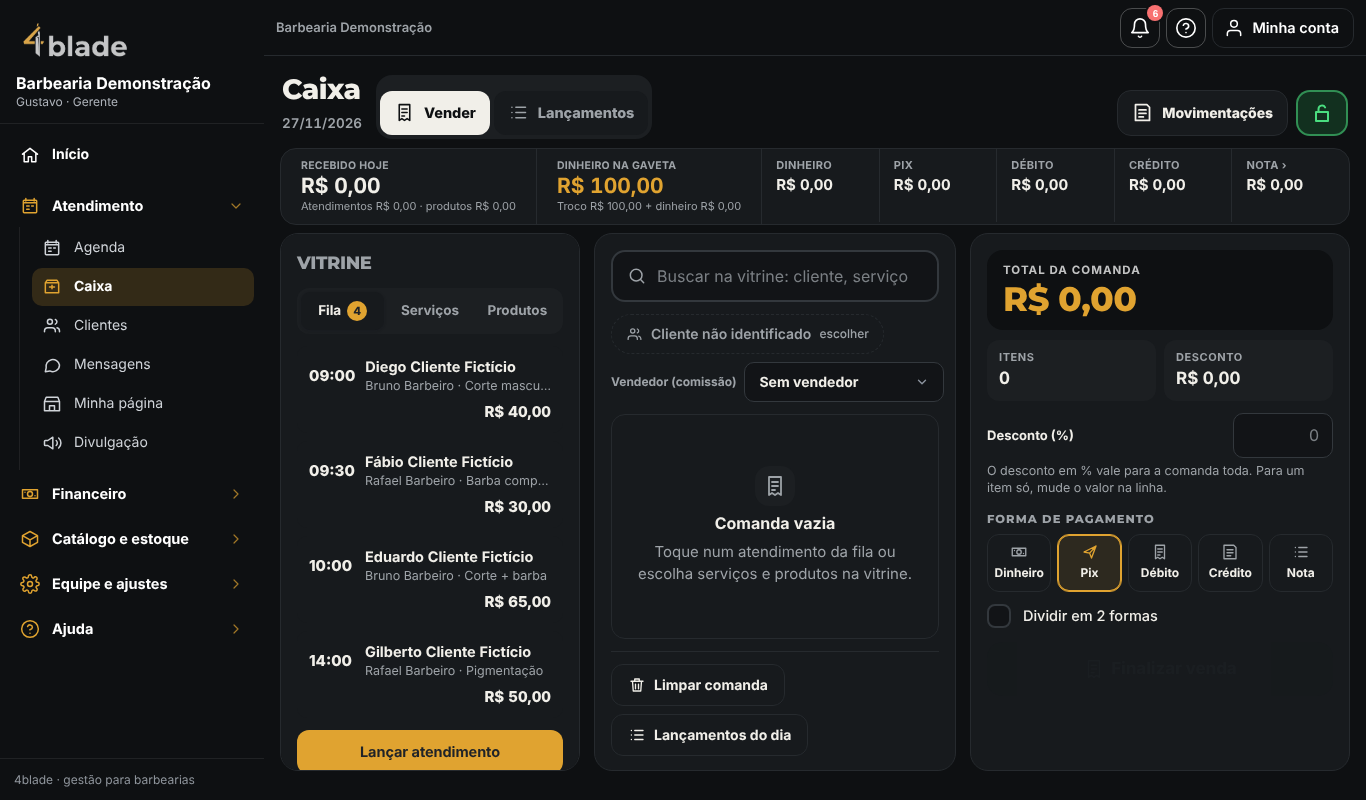 4blade
Barbearia Demonstração
Gustavo · Gerente
Início
Atendimento
Agenda
Caixa
Clientes
Mensagens
Minha página
Divulgação
Financeiro
Catálogo e estoque
Equipe e ajustes
Ajuda
4blade · gestão para barbearias
Barbearia Demonstração
6
Minha conta
Caixa
27/11/2026
Vender
Lançamentos
Movimentações
RECEBIDO HOJE
R$ 0,00
Atendimentos R$ 0,00 · produtos R$ 0,00
DINHEIRO NA GAVETA
R$ 100,00
Troco R$ 100,00 + dinheiro R$ 0,00
DINHEIRO
R$ 0,00
PIX
R$ 0,00
DÉBITO
R$ 0,00
CRÉDITO
R$ 0,00
NOTA ›
R$ 0,00
VITRINE
Fila 4
Serviços
Produtos
09:00
Diego Cliente Fictício
Bruno Barbeiro · Corte mascu...
R$ 40,00
09:30
Fábio Cliente Fictício
Rafael Barbeiro · Barba comp...
R$ 30,00
10:00
Eduardo Cliente Fictício
Bruno Barbeiro · Corte + barba
R$ 65,00
14:00
Gilberto Cliente Fictício
Rafael Barbeiro · Pigmentação
R$ 50,00
Lançar atendimento
Buscar na vitrine: cliente, serviço
Cliente não identificado escolher
Vendedor (comissão)
Sem vendedor
Comanda vazia
Toque num atendimento da fila ou
escolha serviços e produtos na vitrine.
Limpar comanda
Lançamentos do dia
TOTAL DA COMANDA
R$ 0,00
ITENS
0
DESCONTO
R$ 0,00
Desconto (%)
0
O desconto em % vale para a comanda toda. Para um
item só, mude o valor na linha.
FORMA DE PAGAMENTO
Dinheiro
Pix
Débito
Crédito
Nota
Dividir em 2 formas
Finalizar venda